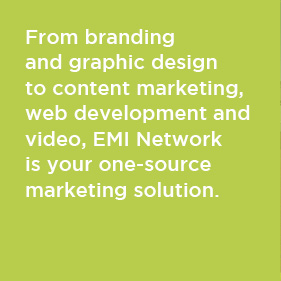 From branding
and graphic design
to content marketing,
web development and
video, EMI Network
is your one-source
marketing solution.